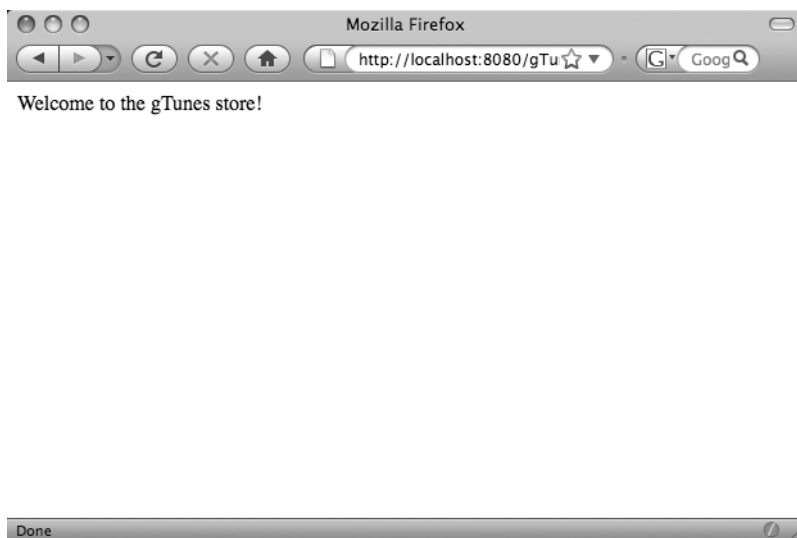 Mozilla Firefox
http://localhost:8080/gTu
G Goog
Welcome to the gTunes store!
Done